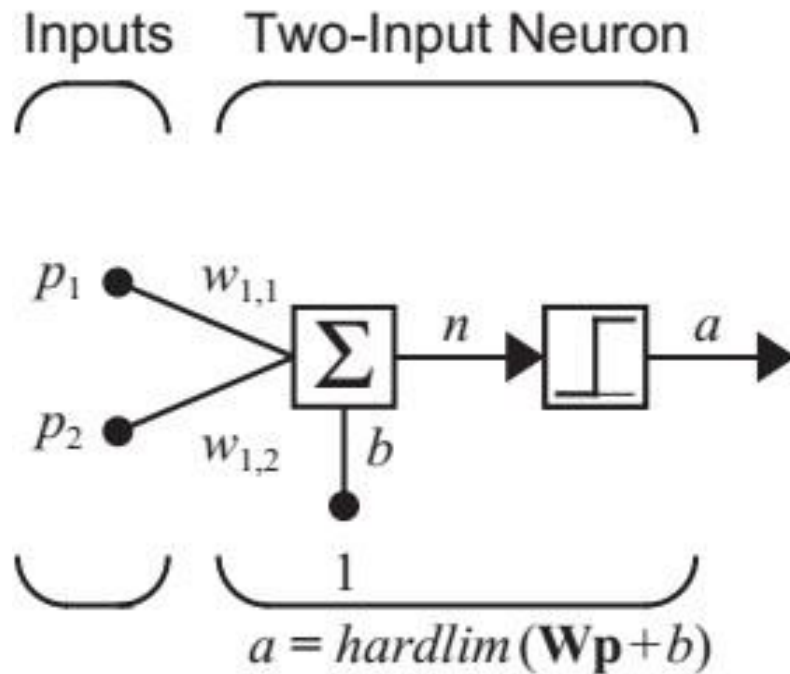 Inputs Two-Input Neuron
p₁ w₁,₁
Σ n a
p₂ w₁,₂ b
1
a = hardlim(Wp+b)